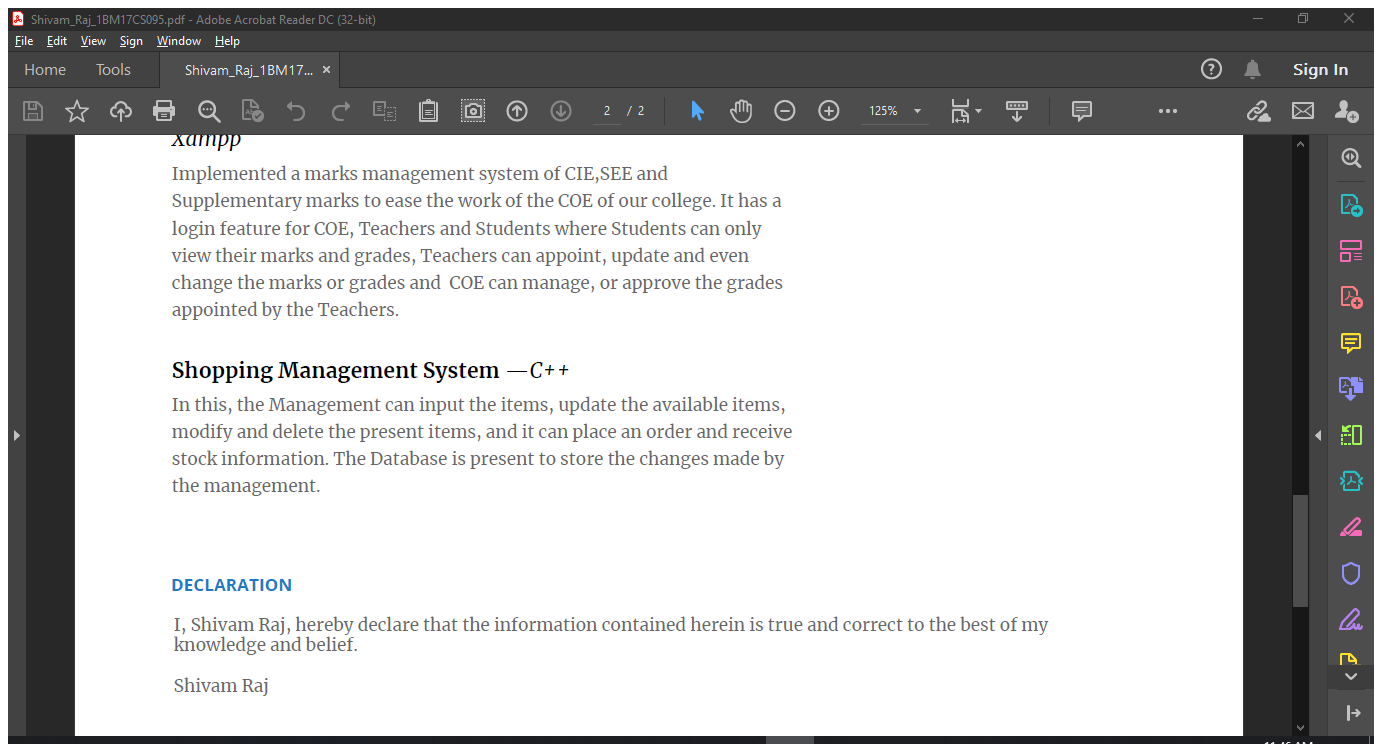 Shivam_Raj_1BM17CS095.pdf - Adobe Acrobat Reader DC (32-bit)
File Edit View Sign Window Help
Home Tools Shivam_Raj_1BM17... × Sign In
2 / 2 125%
Xampp
Implemented a marks management system of CIE,SEE and
Supplementary marks to ease the work of the COE of our college. It has a
login feature for COE, Teachers and Students where Students can only
view their marks and grades, Teachers can appoint, update and even
change the marks or grades and  COE can manage, or approve the grades
appointed by the Teachers.
Shopping Management System —C++
In this, the Management can input the items, update the available items,
modify and delete the present items, and it can place an order and receive
stock information. The Database is present to store the changes made by
the management.
DECLARATION
I, Shivam Raj, hereby declare that the information contained herein is true and correct to the best of my
knowledge and belief.
Shivam Raj